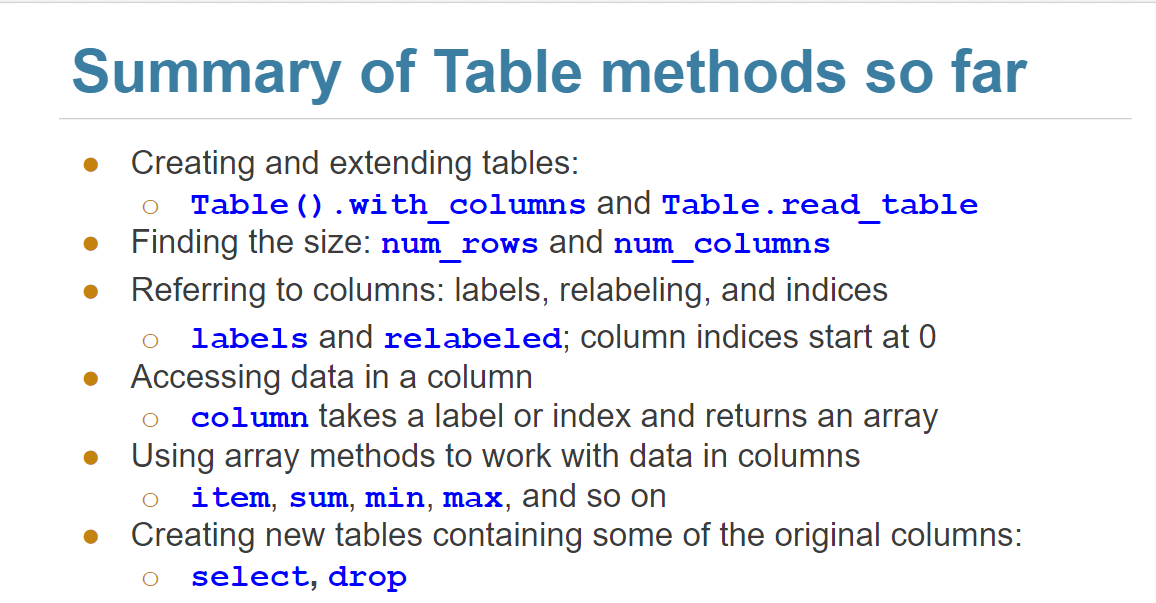 Summary of Table methods so far
● Creating and extending tables:
○ Table().with_columns and Table.read_table
● Finding the size: num_rows and num_columns
● Referring to columns: labels, relabeling, and indices
○ labels and relabeled; column indices start at 0
● Accessing data in a column
○ column takes a label or index and returns an array
● Using array methods to work with data in columns
○ item, sum, min, max, and so on
● Creating new tables containing some of the original columns:
○ select, drop